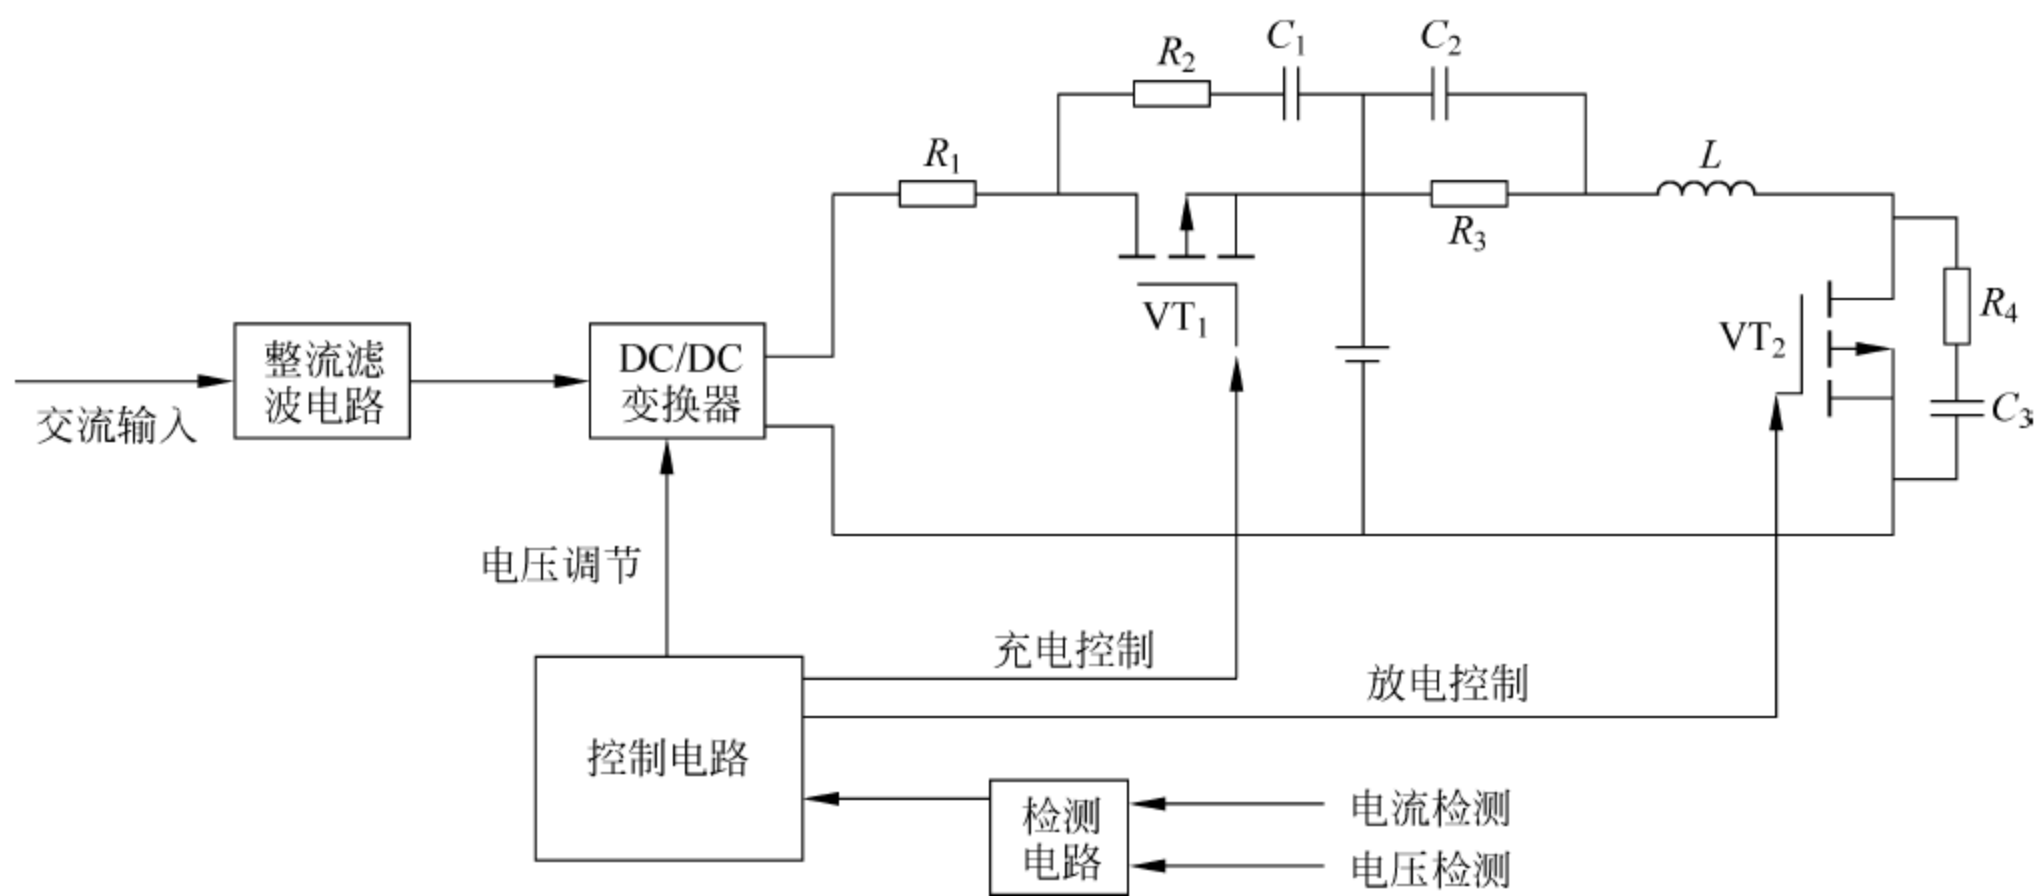 C1
C2
R2
R1
L
R3
VT1
R4
VT2
C3
整流滤
波电路
DC/DC
变换器
交流输入
电压调节
充电控制
放电控制
控制电路
检测
电路
电流检测
电压检测